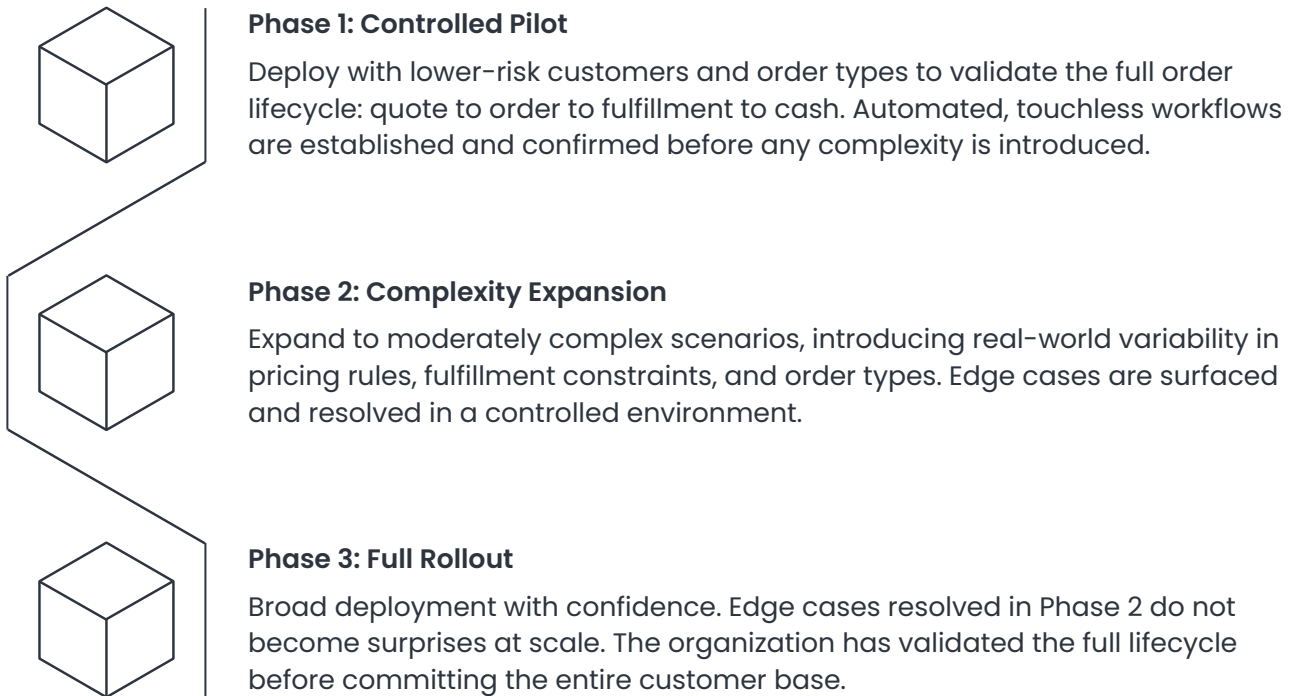 Phase 1: Controlled Pilot
Deploy with lower-risk customers and order types to validate the full order
lifecycle: quote to order to fulfillment to cash. Automated, touchless workflows
are established and confirmed before any complexity is introduced.
Phase 2: Complexity Expansion
Expand to moderately complex scenarios, introducing real-world variability in
pricing rules, fulfillment constraints, and order types. Edge cases are surfaced
and resolved in a controlled environment.
Phase 3: Full Rollout
Broad deployment with confidence. Edge cases resolved in Phase 2 do not
become surprises at scale. The organization has validated the full lifecycle
before committing the entire customer base.